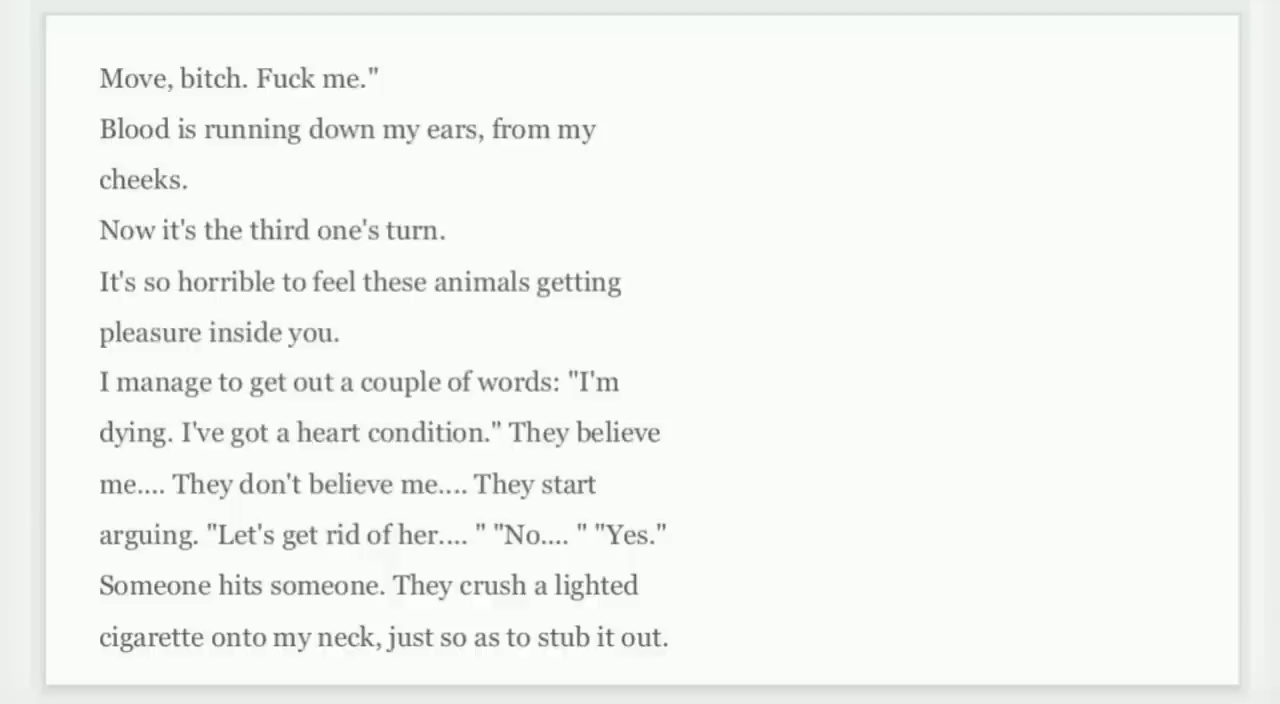 Move, bitch. Fuck me."
Blood is running down my ears, from my
cheeks.
Now it's the third one's turn.
It's so horrible to feel these animals getting
pleasure inside you.
I manage to get out a couple of words: "I'm
dying. I've got a heart condition." They believe
me.... They don't believe me.... They start
arguing. "Let's get rid of her.... " "No.... " "Yes."
Someone hits someone. They crush a lighted
cigarette onto my neck, just so as to stub it out.